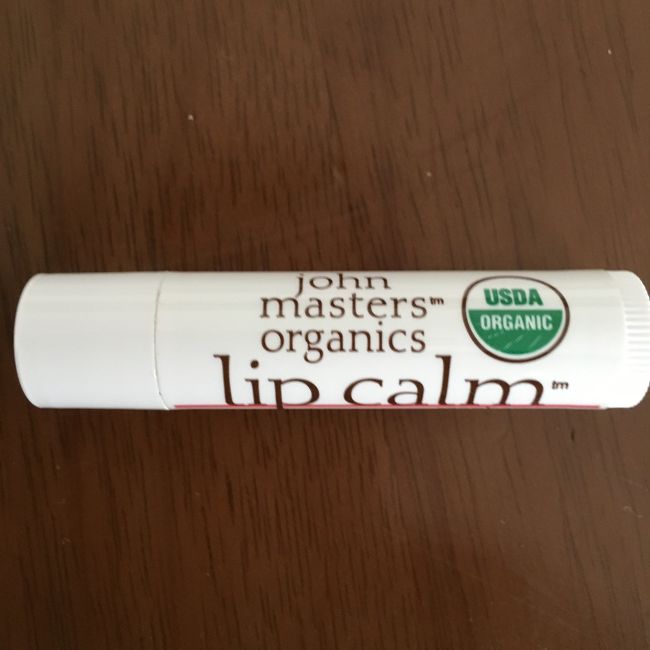 john
masters™
organics
lip calm™
USDA
ORGANIC